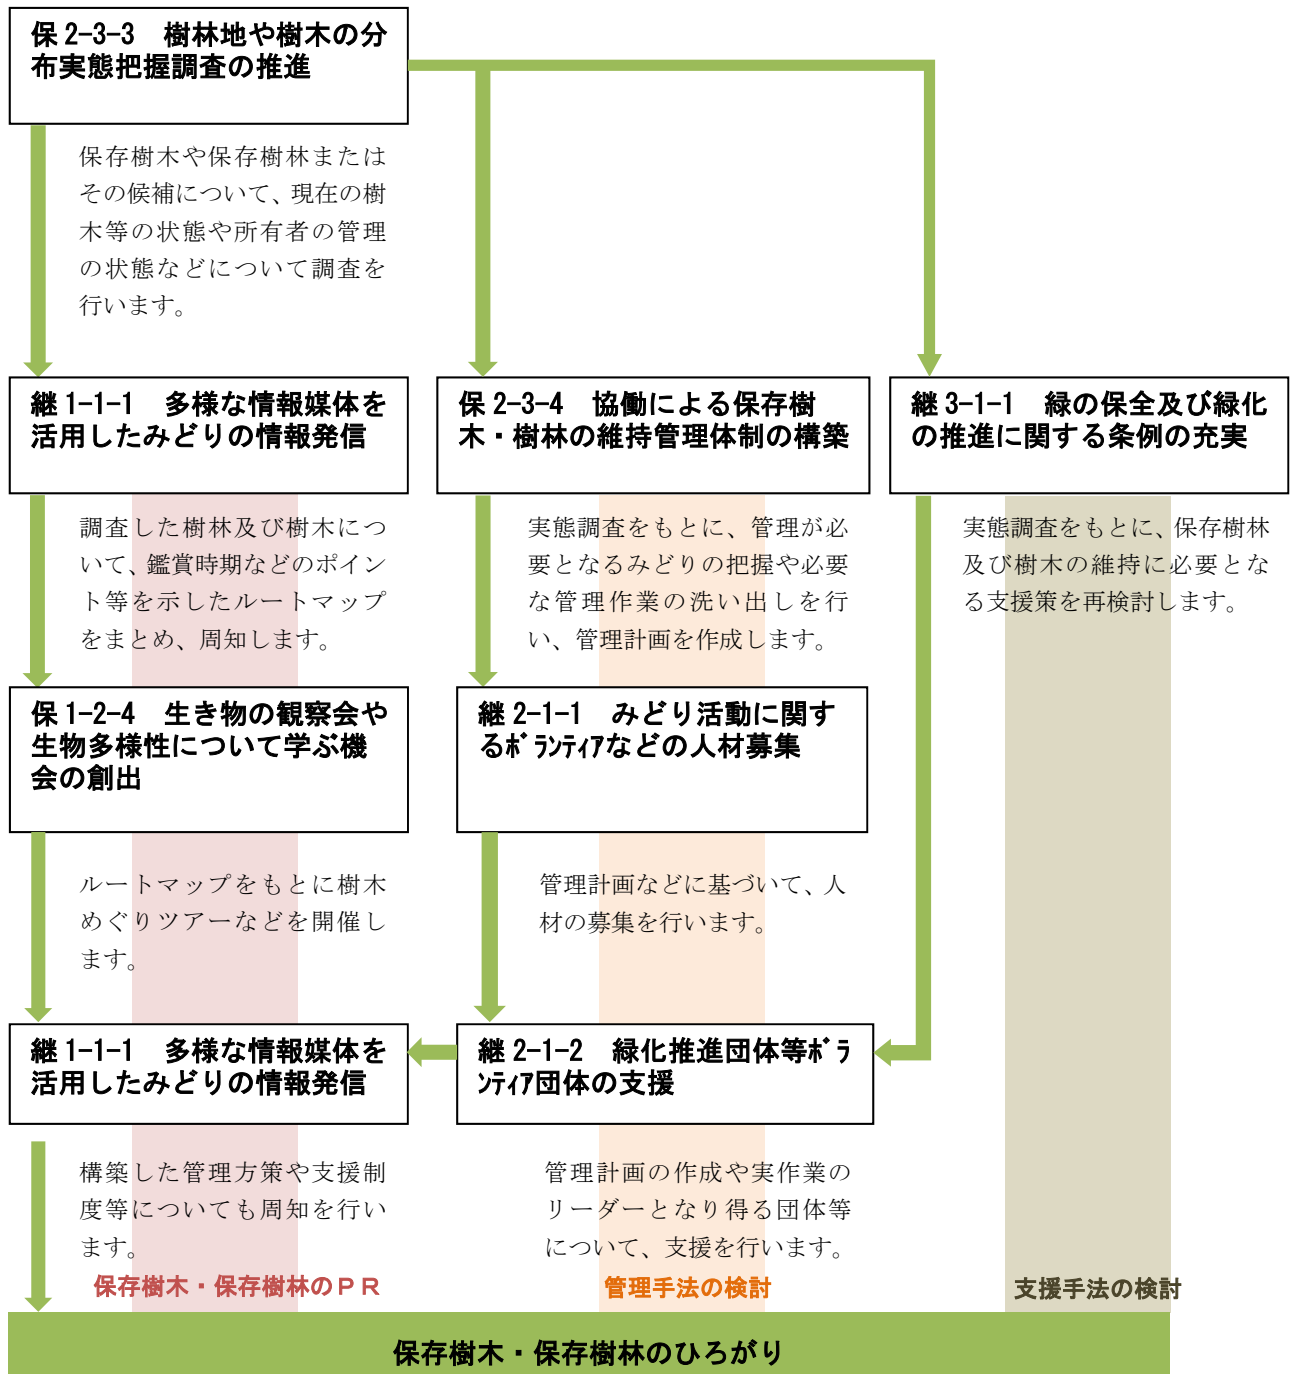 保 2-3-3　樹林地や樹木の分
布実態把握調査の推進
保存樹木や保存樹林または
その候補について、現在の樹
木等の状態や所有者の管理
の状態などについて調査を
行います。
継 1-1-1　多様な情報媒体を
活用したみどりの情報発信
調査した樹林及び樹木につ
いて、鑑賞時期などのポイン
ト等を示したルートマップ
をまとめ、周知します。
保 1-2-4　生き物の観察会や
生物多様性について学ぶ機
会の創出
ルートマップをもとに樹木
めぐりツアーなどを開催し
ます。
継 1-1-1　多様な情報媒体を
活用したみどりの情報発信
構築した管理方策や支援制
度等についても周知を行い
ます。
保存樹木・保存樹林のＰＲ
保 2-3-4　協働による保存樹
木・樹林の維持管理体制の構築
実態調査をもとに、管理が必
要となるみどりの把握や必要
な管理作業の洗い出しを行
い、管理計画を作成します。
継 2-1-1　みどり活動に関す
るﾎﾞﾗﾝﾃｨｱなどの人材募集
管理計画などに基づいて、人
材の募集を行います。
継 2-1-2　緑化推進団体等ﾎﾞﾗ
ﾝﾃｨｱ団体の支援
管理計画の作成や実作業の
リーダーとなり得る団体等
について、支援を行います。
管理手法の検討
継 3-1-1　緑の保全及び緑化
の推進に関する条例の充実
実態調査をもとに、保存樹林
及び樹木の維持に必要とな
る支援策を再検討します。
支援手法の検討
保存樹木・保存樹林のひろがり